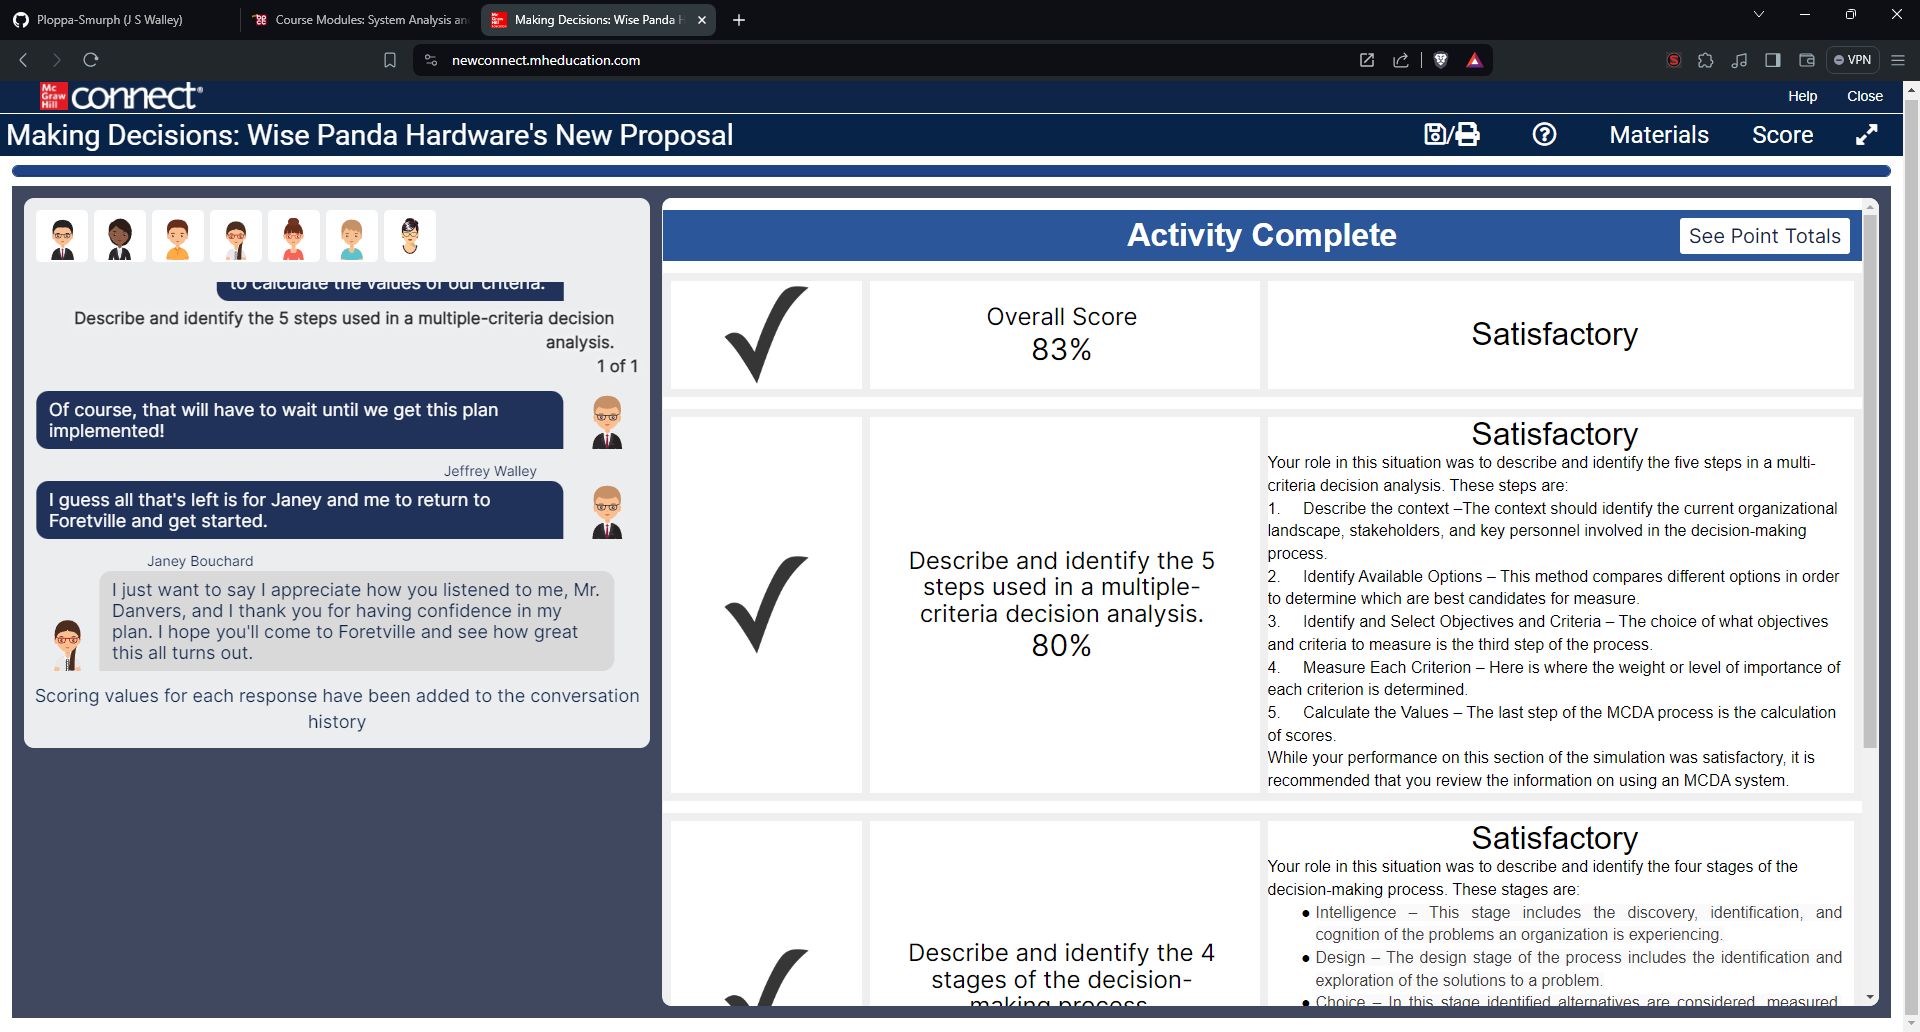 Ploppa-Smurph (J S Walley)
Course Modules: System Analysis an
Making Decisions: Wise Panda H
newconnect.mheducation.com
VPN
Mc
Graw
Hill
connect
Help
Close
Making Decisions: Wise Panda Hardware's New Proposal
Materials
Score
to calculate the values of our criteria.
Describe and identify the 5 steps used in a multiple-criteria decision
analysis.
1 of 1
Of course, that will have to wait until we get this plan
implemented!
Jeffrey Walley
I guess all that's left is for Janey and me to return to
Foretville and get started.
Janey Bouchard
I just want to say I appreciate how you listened to me, Mr.
Danvers, and I thank you for having confidence in my
plan. I hope you'll come to Foretville and see how great
this all turns out.
Scoring values for each response have been added to the conversation
history
Activity Complete
See Point Totals
Overall Score
83%
Satisfactory
Describe and identify the 5
steps used in a multiple-
criteria decision analysis.
80%
Satisfactory
Your role in this situation was to describe and identify the five steps in a multi-
criteria decision analysis. These steps are:
1. Describe the context –The context should identify the current organizational
landscape, stakeholders, and key personnel involved in the decision-making
process.
2. Identify Available Options – This method compares different options in order
to determine which are best candidates for measure.
3. Identify and Select Objectives and Criteria – The choice of what objectives
and criteria to measure is the third step of the process.
4. Measure Each Criterion – Here is where the weight or level of importance of
each criterion is determined.
5. Calculate the Values – The last step of the MCDA process is the calculation
of scores.
While your performance on this section of the simulation was satisfactory, it is
recommended that you review the information on using an MCDA system.
Describe and identify the 4
stages of the decision-
making process
Satisfactory
Your role in this situation was to describe and identify the four stages of the
decision-making process. These stages are:
● Intelligence – This stage includes the discovery, identification, and
cognition of the problems an organization is experiencing.
● Design – The design stage of the process includes the identification and
exploration of the solutions to a problem.
● Choice – In this stage identified alternatives are considered, measured,